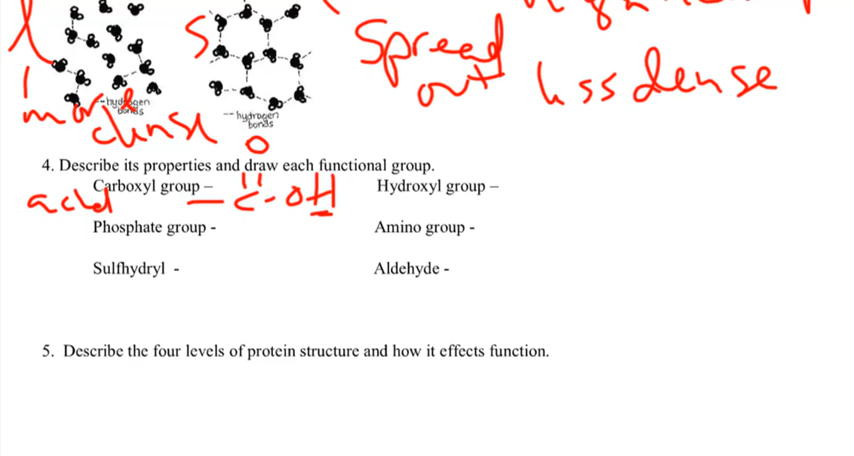 l
S
Spread
out
less dense
more
dense
-- hydrogen
bonds
-- hydrogen
bonds
4. Describe its properties and draw each functional group.
O
acid
Carboxyl group –
– C - OH
Hydroxyl group –
Phosphate group -
Amino group -
Sulfhydryl -
Aldehyde -
5. Describe the four levels of protein structure and how it effects function.